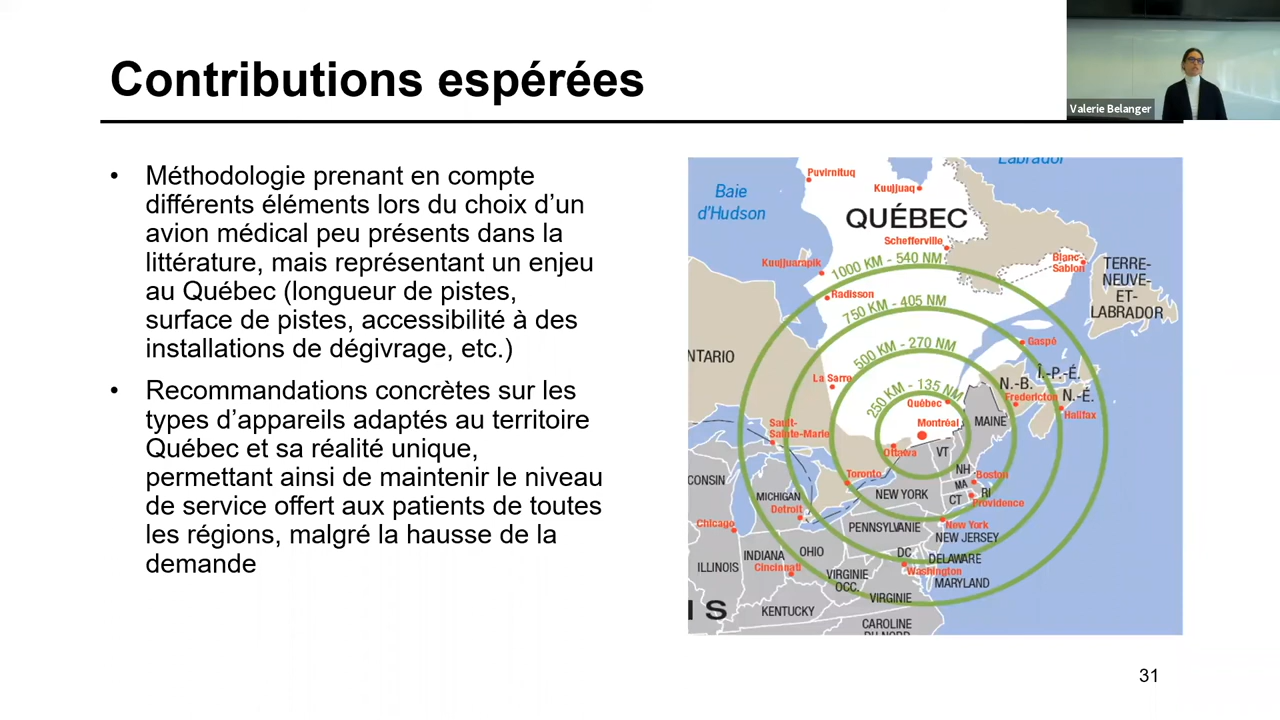 Contributions espérées
Valerie Belanger
• Méthodologie prenant en compte
différents éléments lors du choix d’un
avion médical peu présents dans la
littérature, mais représentant un enjeu
au Québec (longueur de pistes,
surface de pistes, accessibilité à des
installations de dégivrage, etc.)
• Recommandations concrètes sur les
types d’appareils adaptés au territoire
Québec et sa réalité unique,
permettant ainsi de maintenir le niveau
de service offert aux patients de toutes
les régions, malgré la hausse de la
demande
Labrador
Puvirnituq
Kuujjuaq
Baie
d’Hudson
QUÉBEC
Schefferville
Kuujjuarapik
1000 KM - 540 NM
Blanc-
Sablon
TERRE-
NEUVE-
ET-
LABRADOR
Radisson
750 KM - 405 NM
Gaspé
500 KM - 270 NM
NTARIO
La Sarre
Î.-P.-É.
250 KM - 135 NM
N.-B.
N.-É.
Fredericton
Québec
Halifax
Montréal
MAINE
Sault-
Sainte-Marie
Ottawa
VT
NH
Boston
Toronto
CONSIN
MA
RI
MICHIGAN
NEW YORK
CT
Providence
Detroit
Chicago
PENNSYLVANIE
New York
NEW JERSEY
INDIANA
OHIO
DC
DELAWARE
ILLINOIS
Cincinnati
Washington
VIRGINIE
OCC.
MARYLAND
VIRGINIE
I S
KENTUCKY
CAROLINE
DU NORD
31